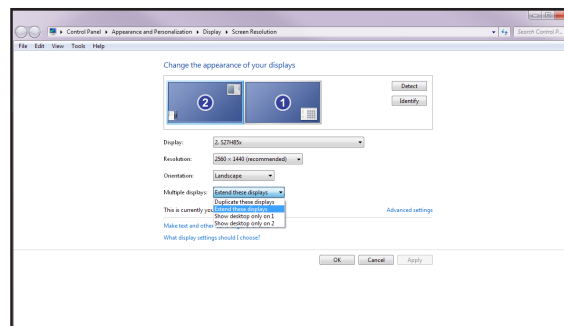 Control Panel ▸ Appearance and Personalization ▸ Display ▸ Screen Resolution
Search Control P...
File Edit View Tools Help
Change the appearance of your displays
2
1
Detect
Identify
Display: 2. S27H85x
Resolution: 2560 × 1440 (recommended)
Orientation: Landscape
Multiple displays: Extend these displays
Duplicate these displays
Extend these displays
Show desktop only on 1
Show desktop only on 2
This is currently you
Advanced settings
Make text and other
What display settings should I choose?
OK Cancel Apply